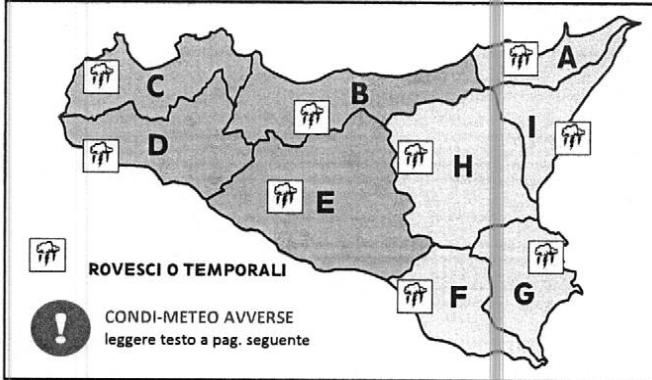 A
C
B
I
D
H
E
ROVESCI O TEMPORALI
F
G
!
CONDI-METEO AVVERSE
leggere testo a pag. seguente